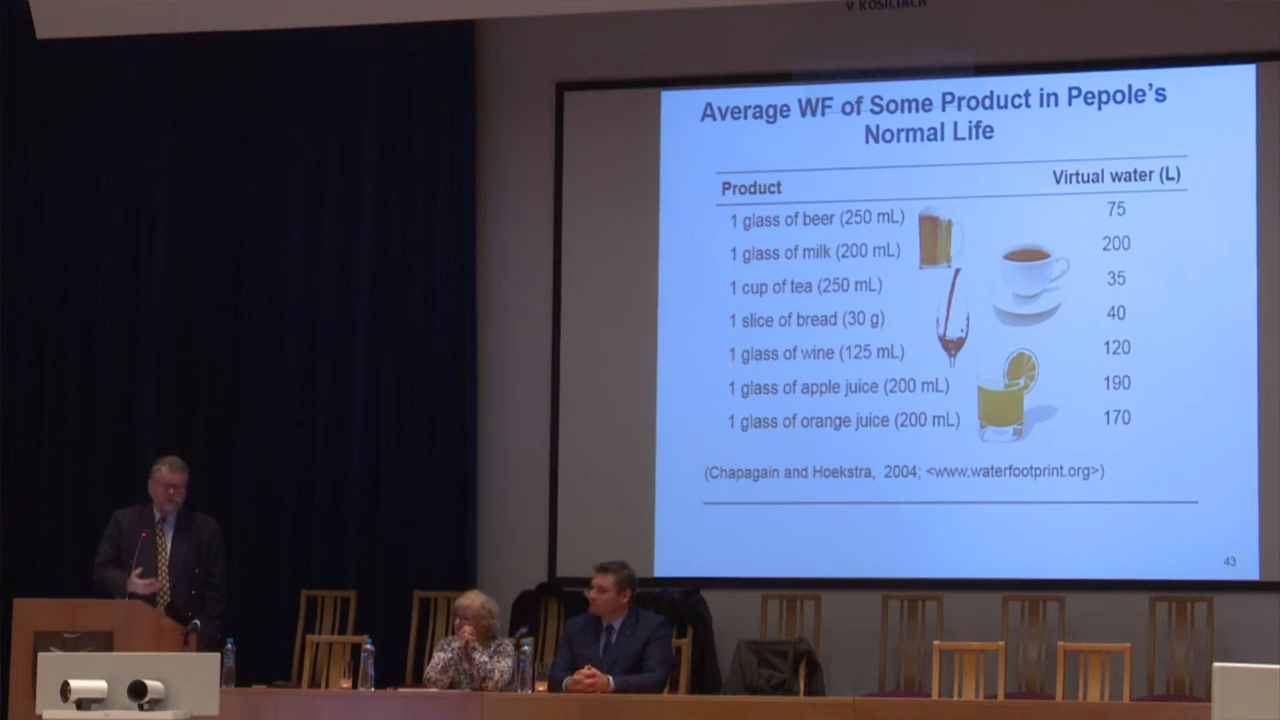 V KOŠICIACH
Average WF of Some Product in Pepole's
Normal Life
Product Virtual water (L)
1 glass of beer (250 mL) 75
1 glass of milk (200 mL) 200
1 cup of tea (250 mL) 35
1 slice of bread (30 g) 40
1 glass of wine (125 mL) 120
1 glass of apple juice (200 mL) 190
1 glass of orange juice (200 mL) 170
(Chapagain and Hoekstra, 2004; <www.waterfootprint.org>)
43